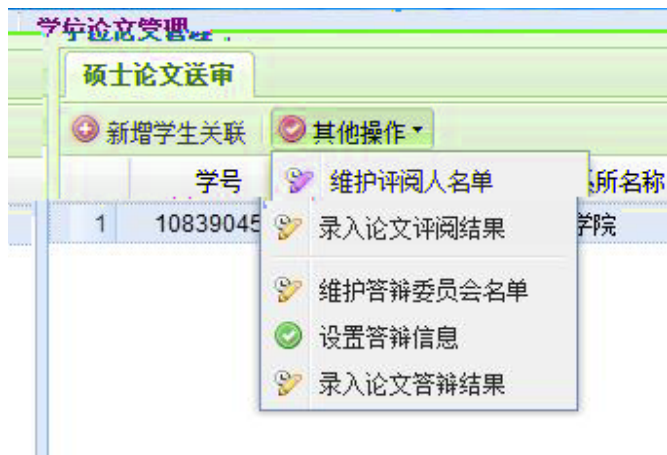 学位论文管理
硕士论文送审
新增学生关联 其他操作
学号 维护评阅人名单 系所名称
1 10839045 录入论文评阅结果 学院
维护答辩委员会名单
设置答辩信息
录入论文答辩结果